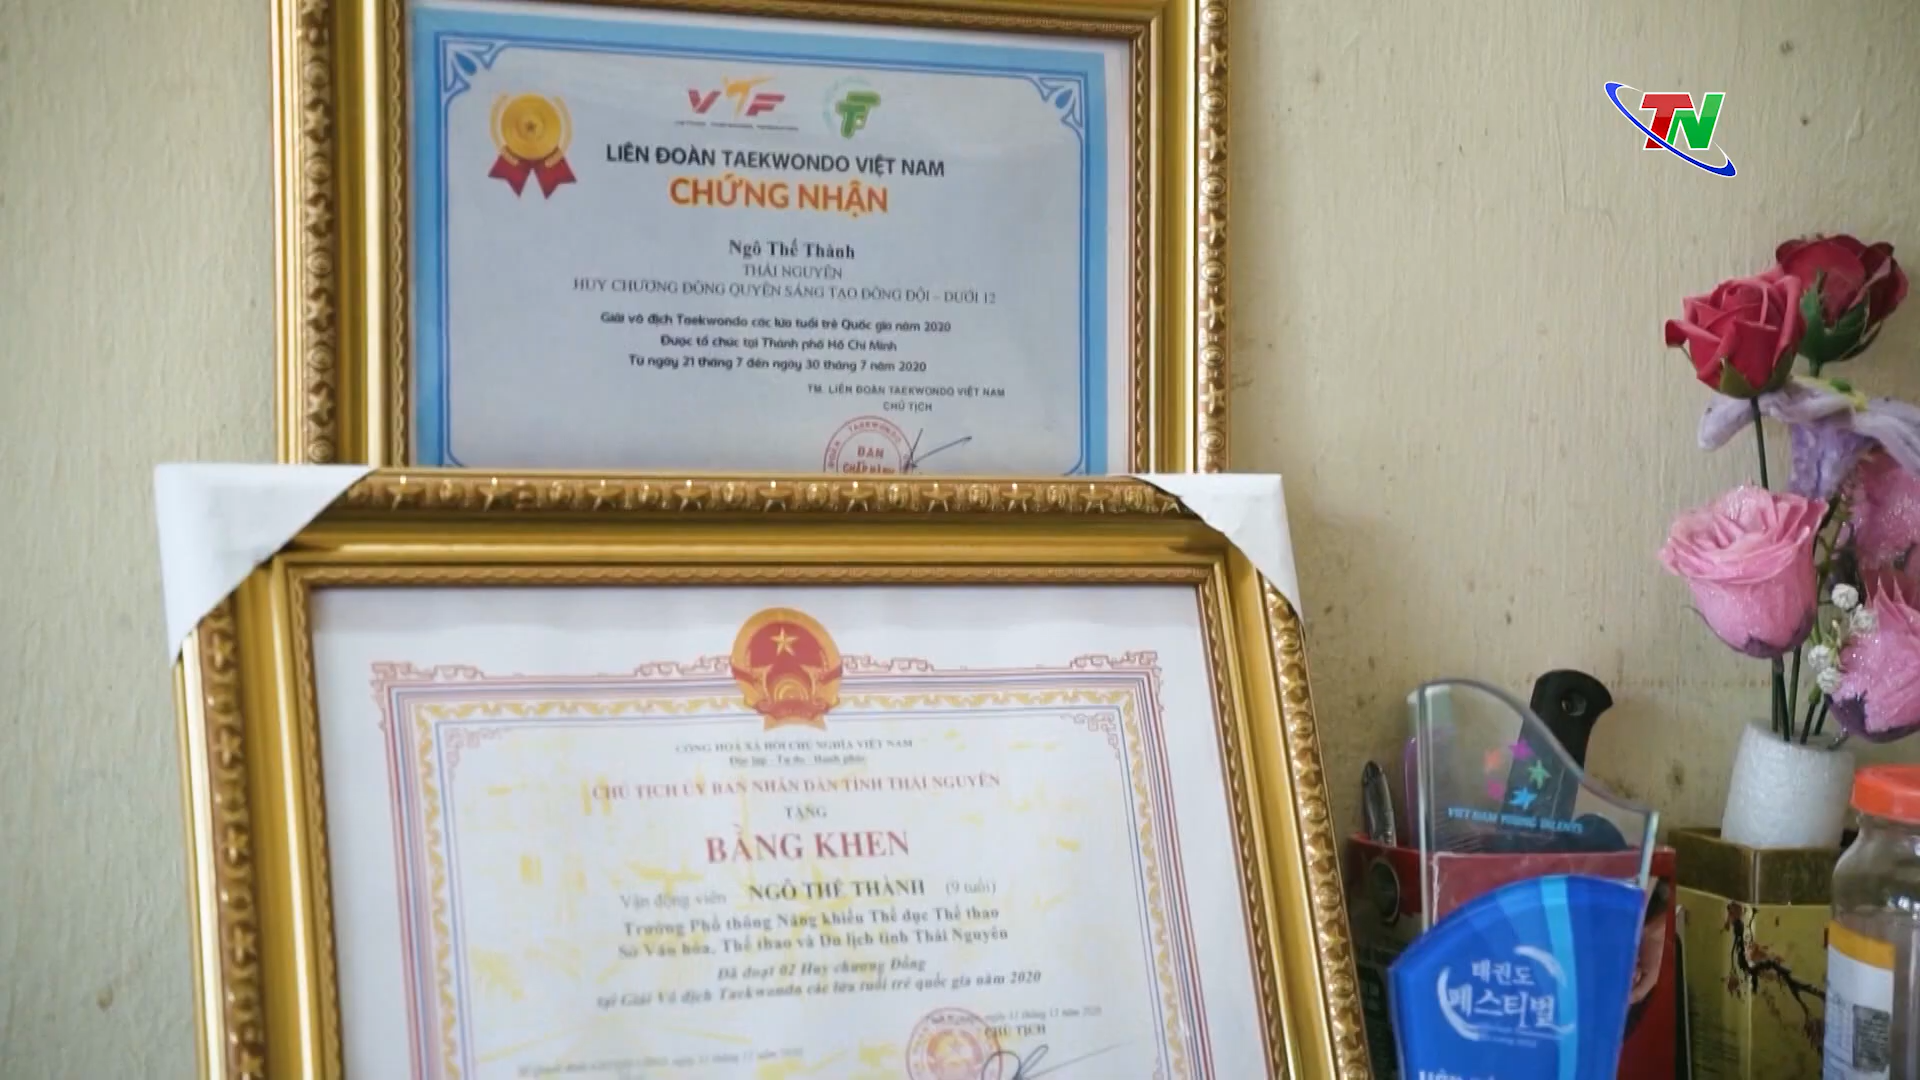 TN
VTF
LIÊN ĐOÀN TAEKWONDO VIỆT NAM
CHỨNG NHẬN
Ngô Thế Thành
THÁI NGUYÊN
HUY CHƯƠNG ĐỒNG QUYỀN SÁNG TẠO ĐỒNG ĐỘI – DƯỚI 12
Giải vô địch Taekwondo các lứa tuổi trẻ Quốc gia năm 2020
Được tổ chức tại Thành phố Hồ Chí Minh
Từ ngày 21 tháng 7 đến ngày 30 tháng 7 năm 2020
TM. LIÊN ĐOÀN TAEKWONDO VIỆT NAM
CHỦ TỊCH
TAEKWONDO
BAN
CHẤP HÀNH
CỘNG HOÀ XÃ HỘI CHỦ NGHĨA VIỆT NAM
Độc lập - Tự do - Hạnh phúc
CHỦ TỊCH ỦY BAN NHÂN DÂN TỈNH THÁI NGUYÊN
TẶNG
BẰNG KHEN
Vận động viên NGÔ THẾ THÀNH (9 tuổi)
Trường Phổ thông Năng khiếu Thể dục Thể thao
Sở Văn hóa, Thể thao và Du lịch tỉnh Thái Nguyên
Đã đoạt 02 Huy chương Đồng
tại Giải Vô địch Taekwondo các lứa tuổi trẻ quốc gia năm 2020
CHỦ TỊCH
VIET NAM YOUNG TALENTS
태권도
페스티벌